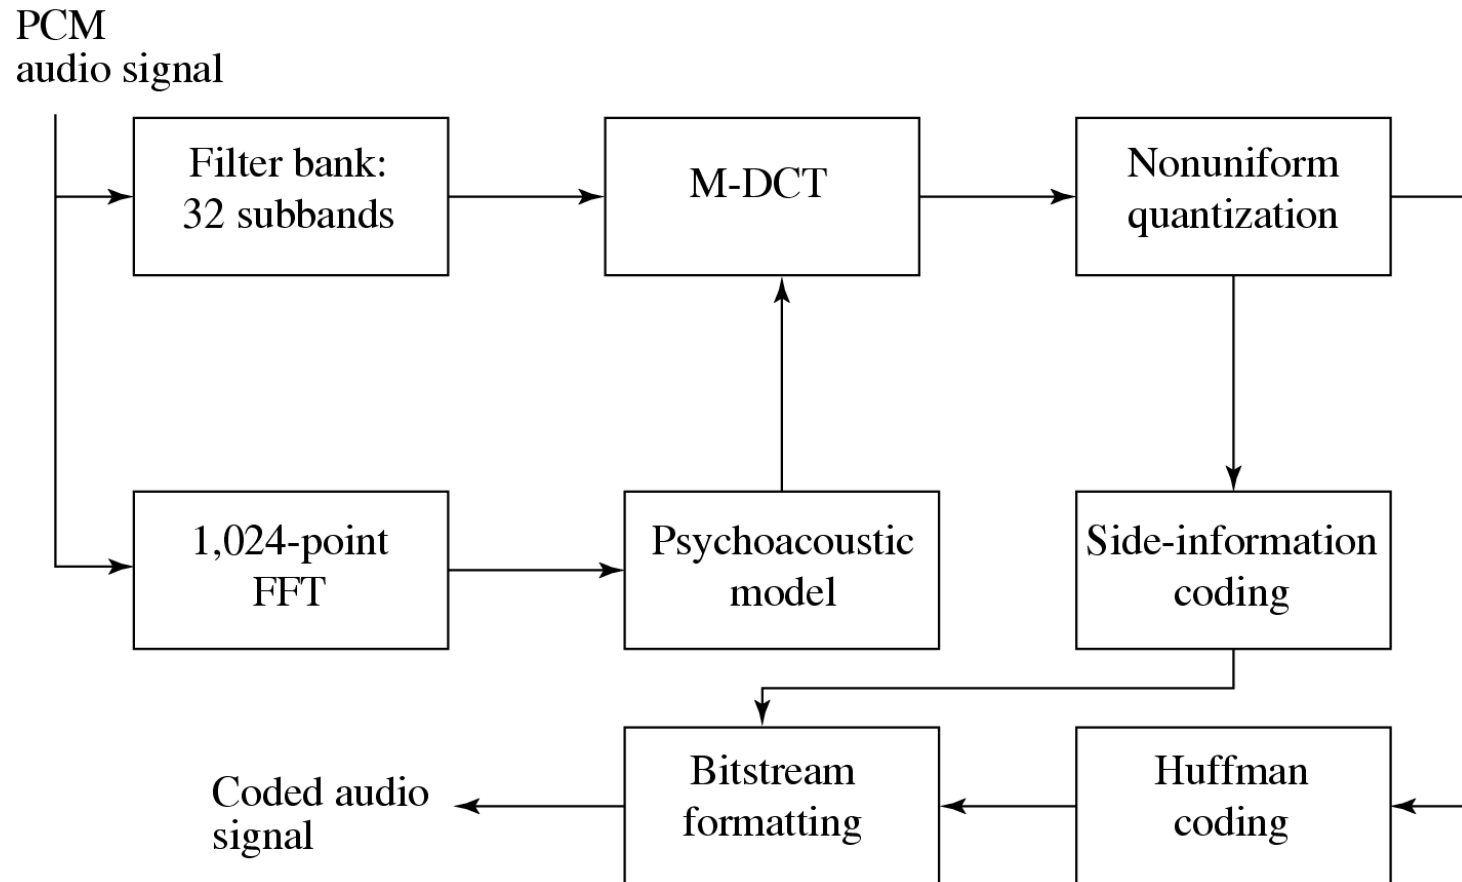 PCM
audio signal
Filter bank:
32 subbands
M-DCT
Nonuniform
quantization
1,024-point
FFT
Psychoacoustic
model
Side-information
coding
Coded audio
signal
Bitstream
formatting
Huffman
coding